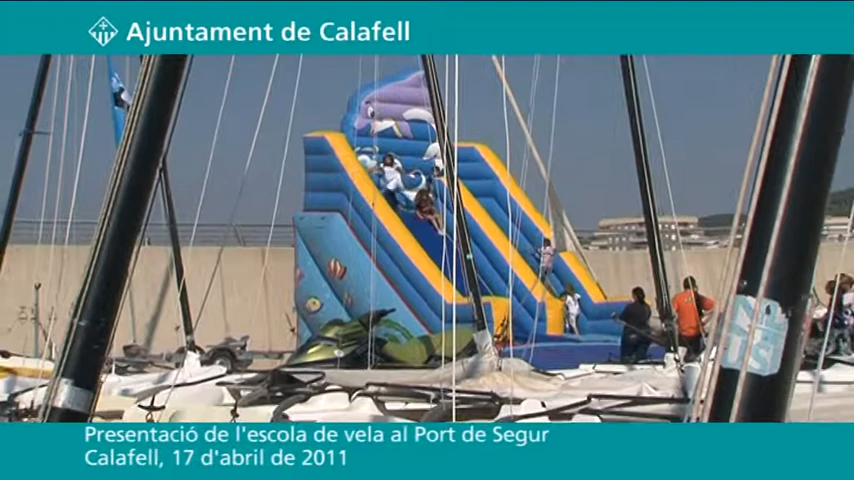 Ajuntament de Calafell
Presentació de l'escola de vela al Port de Segur
Calafell, 17 d'abril de 2011